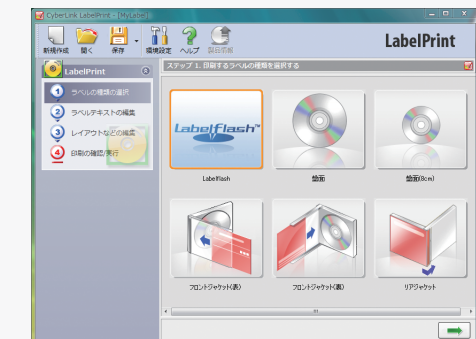 CyberLink LabelPrint - [MyLabel]
新規作成 開く 保存 環境設定 ヘルプ 製品情報
LabelPrint
LabelPrint
ステップ 1. 印刷するラベルの種類を選択する
1 ラベルの種類の選択
2 ラベルテキストの編集
3 レイアウトなどの編集
4 印刷の確認/実行
Labelflash™
Labelflash
盤面
盤面(8cm)
フロントジャケット(表)
フロントジャケット(裏)
リアジャケット